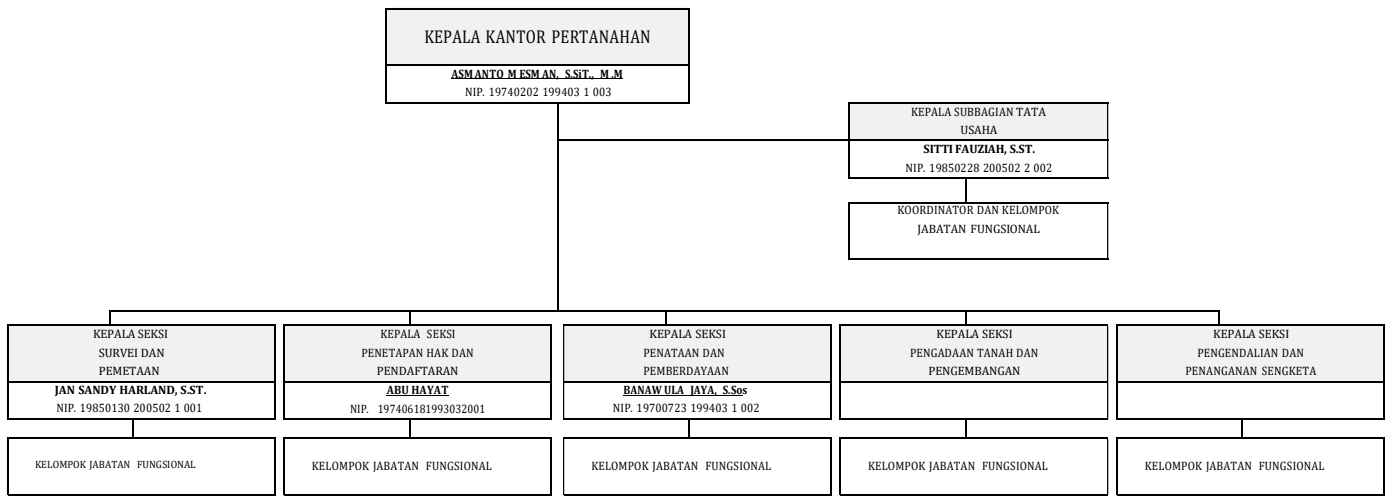 KEPALA KANTOR PERTANAHAN
ASMANTO MESMAN, S.SiT., M.M
NIP. 19740202 199403 1 003
KEPALA SUBBAGIAN TATA
USAHA
SITTI FAUZIAH, S.ST.
NIP. 19850228 200502 2 002
KOORDINATOR DAN KELOMPOK
JABATAN FUNGSIONAL
KEPALA SEKSI
SURVEI DAN
PEMETAAN
JAN SANDY HARLAND, S.ST.
NIP. 19850130 200502 1 001
KELOMPOK JABATAN FUNGSIONAL
KEPALA SEKSI
PENETAPAN HAK DAN
PENDAFTARAN
ABU HAYAT
NIP. 197406181993032001
KELOMPOK JABATAN FUNGSIONAL
KEPALA SEKSI
PENATAAN DAN
PEMBERDAYAAN
BANAWULA JAYA, S.Sos
NIP. 19700723 199403 1 002
KELOMPOK JABATAN FUNGSIONAL
KEPALA SEKSI
PENGADAAN TANAH DAN
PENGEMBANGAN
KELOMPOK JABATAN FUNGSIONAL
KEPALA SEKSI
PENGENDALIAN DAN
PENANGANAN SENGKETA
KELOMPOK JABATAN FUNGSIONAL